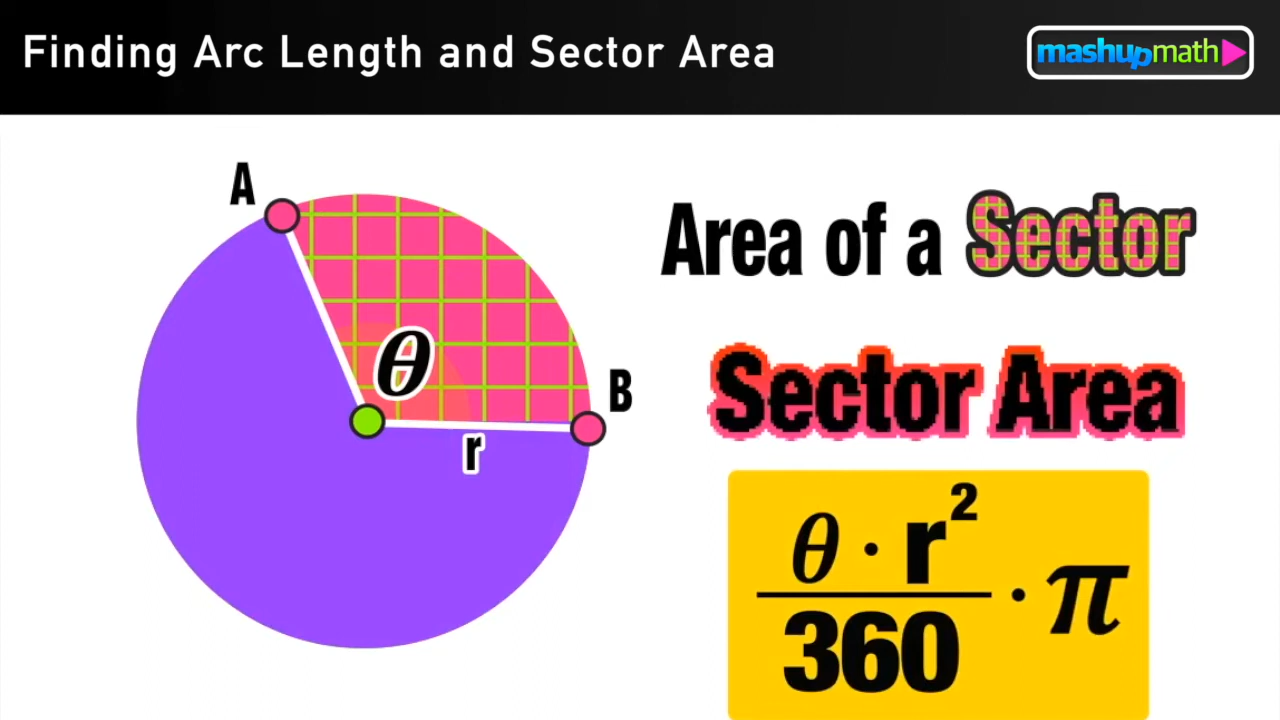 Finding Arc Length and Sector Area
mashupmath
A
Area of a Sector
θ
B
r
Sector Area
θ · r²
360
· π